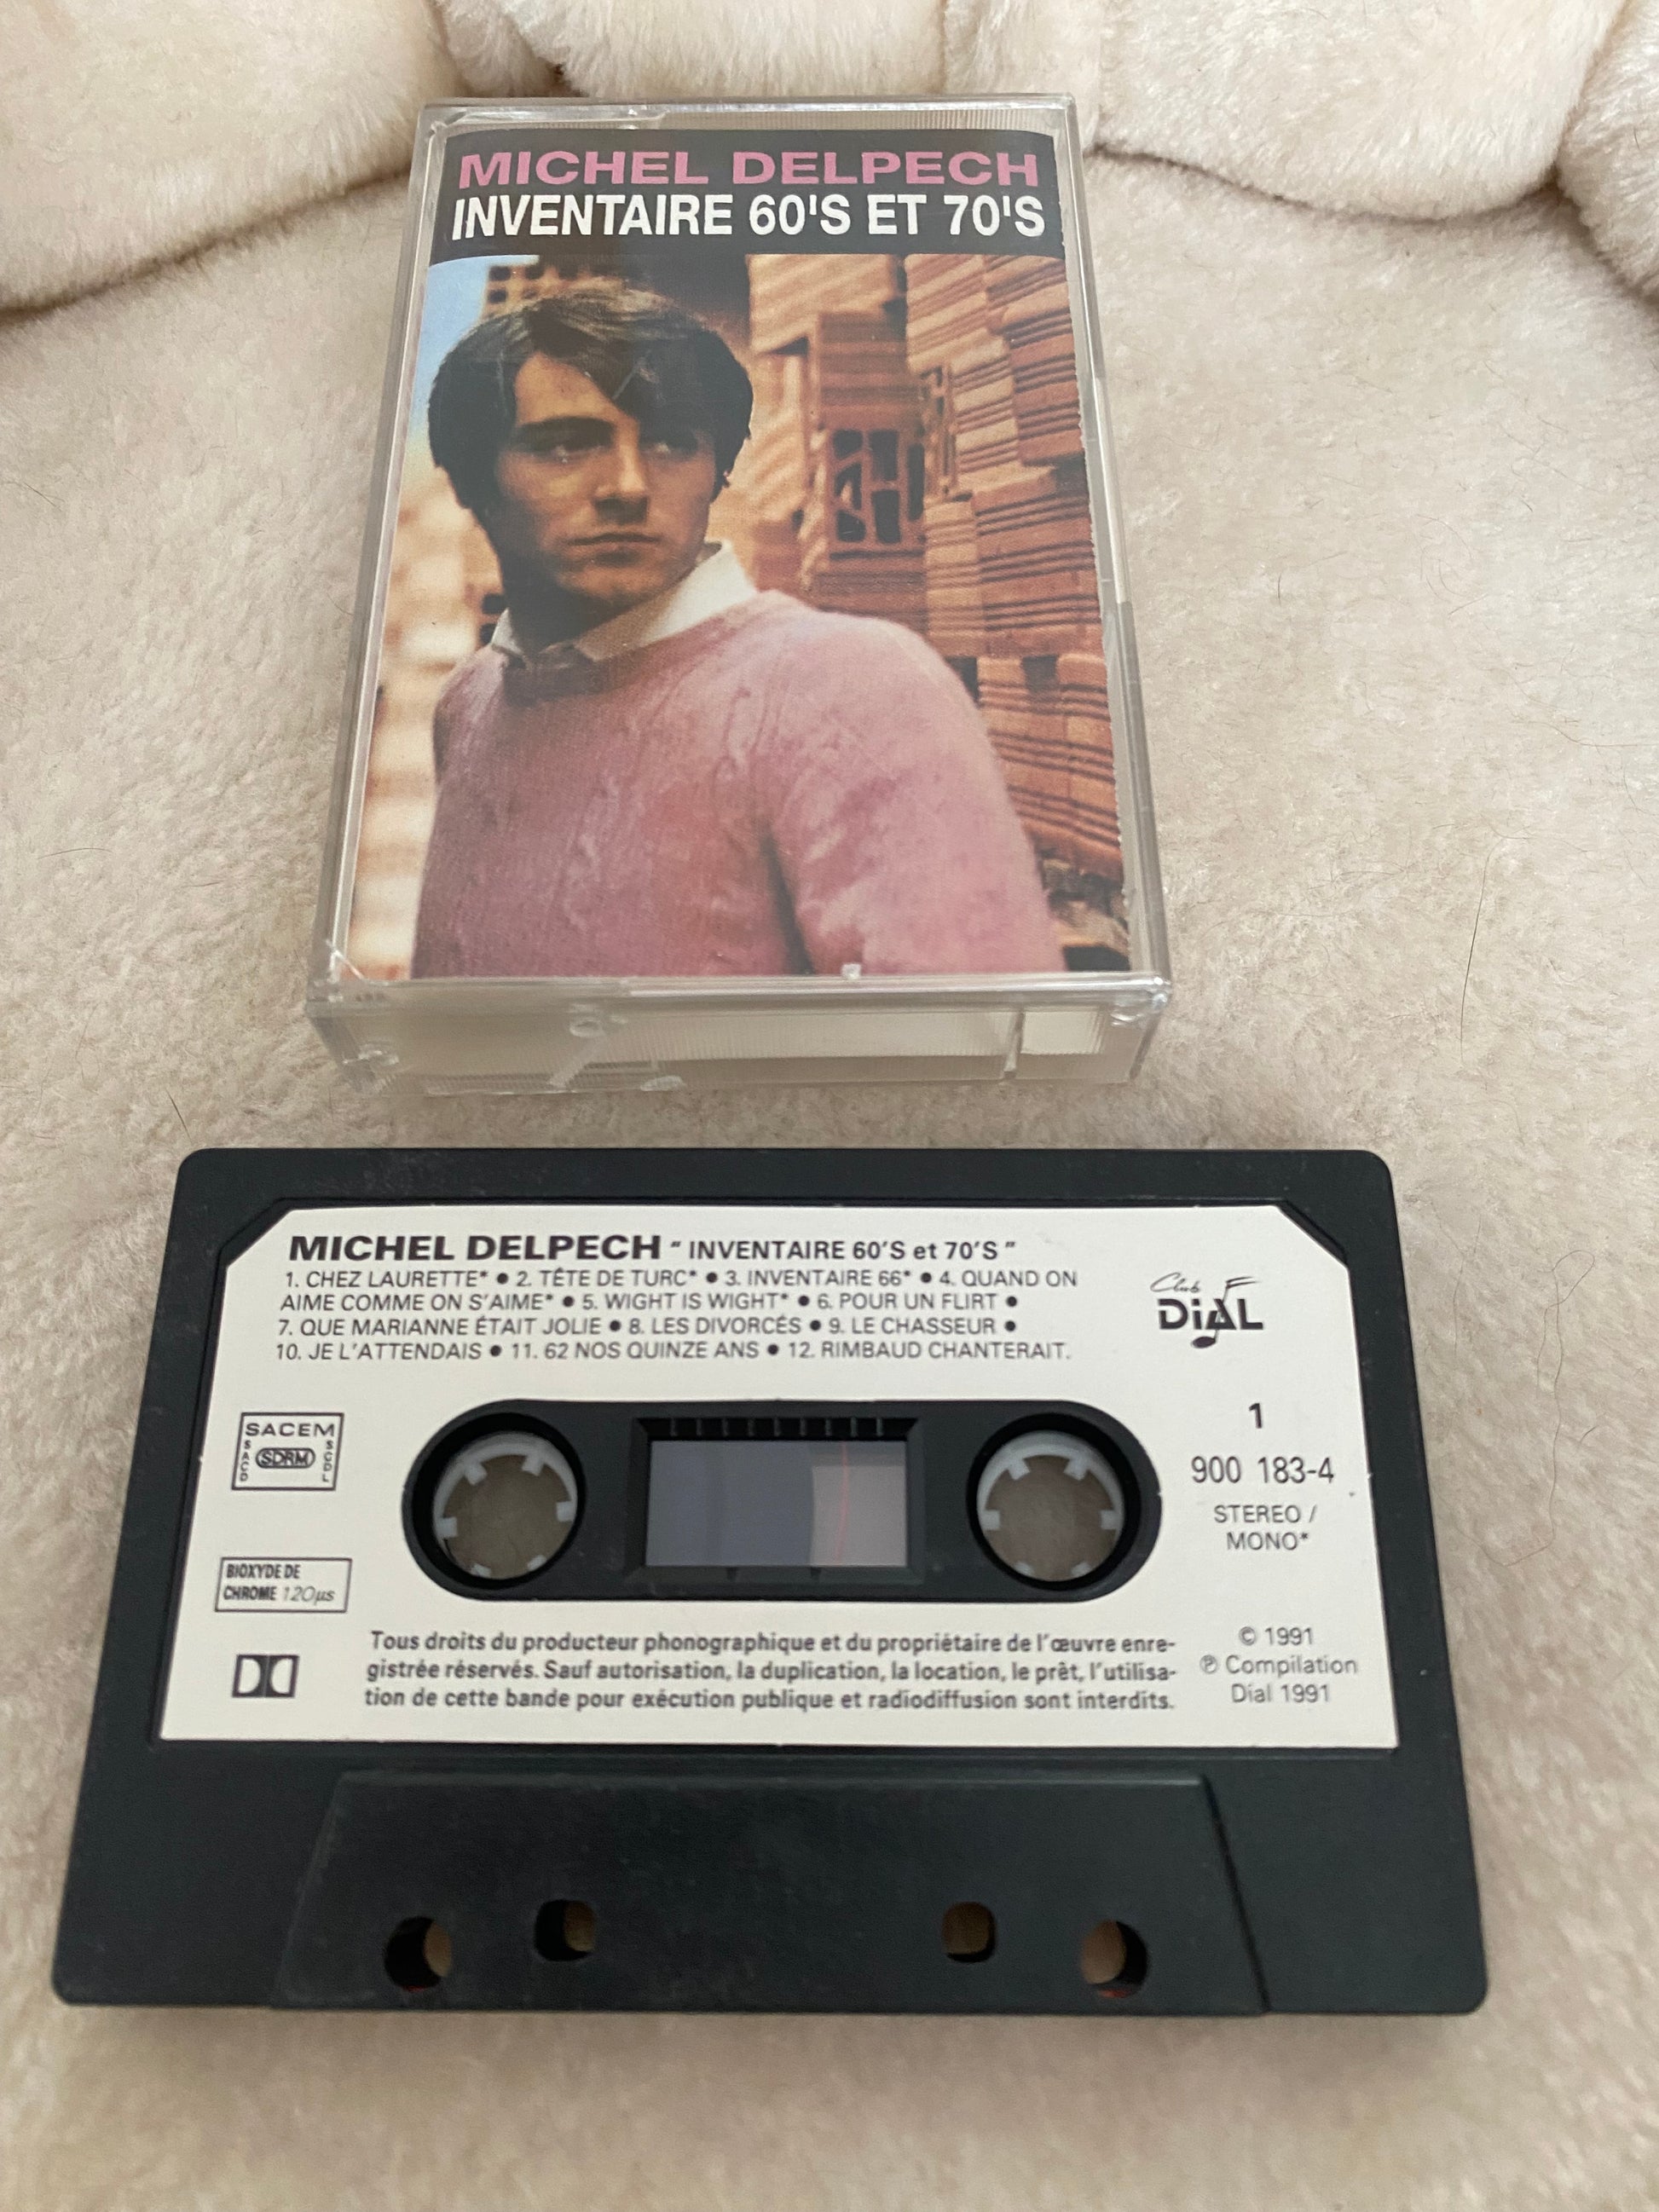 MICHEL DELPECH
INVENTAIRE 60'S ET 70'S
MICHEL DELPECH " INVENTAIRE 60'S et 70'S "
1. CHEZ LAURETTE* ● 2. TÊTE DE TURC* ● 3. INVENTAIRE 66* ● 4. QUAND ON
AIME COMME ON S'AIME* ● 5. WIGHT IS WIGHT* ● 6. POUR UN FLIRT ●
7. QUE MARIANNE ÉTAIT JOLIE ● 8. LES DIVORCÉS ● 9. LE CHASSEUR ●
10. JE L'ATTENDAIS ● 11. 62 NOS QUINZE ANS ● 12. RIMBAUD CHANTERAIT.
Club
DiAL
SACEM
SACD
SDRM
SCDL
1
900 183-4
STEREO /
MONO*
BIOXYDE DE
CHROME 120µs
Tous droits du producteur phonographique et du propriétaire de l'œuvre enre-
gistrée réservés. Sauf autorisation, la duplication, la location, le prêt, l'utilisa-
tion de cette bande pour exécution publique et radiodiffusion sont interdits.
© 1991
℗ Compilation
Dial 1991